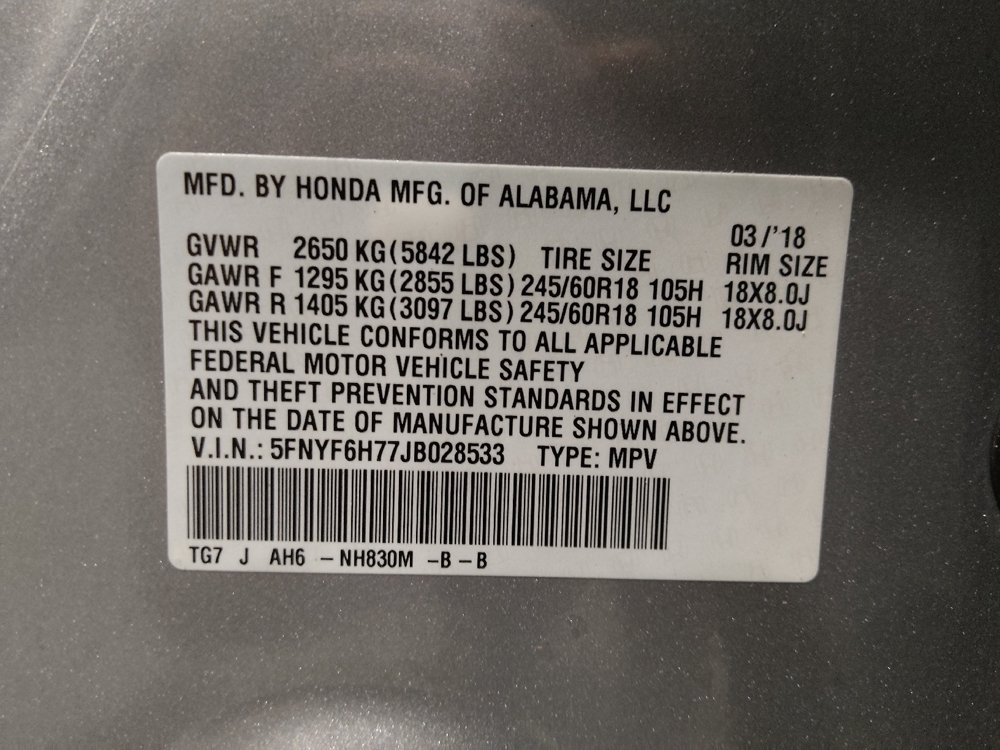 MFD. BY HONDA MFG. OF ALABAMA, LLC
03/'18
GVWR 2650 KG(5842 LBS) TIRE SIZE RIM SIZE
GAWR F 1295 KG(2855 LBS) 245/60R18 105H 18X8.0J
GAWR R 1405 KG(3097 LBS) 245/60R18 105H 18X8.0J
THIS VEHICLE CONFORMS TO ALL APPLICABLE
FEDERAL MOTOR VEHICLE SAFETY
AND THEFT PREVENTION STANDARDS IN EFFECT
ON THE DATE OF MANUFACTURE SHOWN ABOVE.
V.I.N.: 5FNYF6H77JB028533 TYPE: MPV
TG7 J AH6 -NH830M -B-B